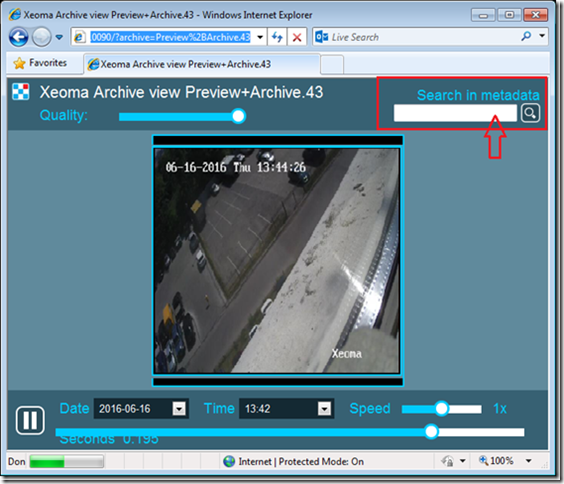 Xeoma Archive view Preview+Archive.43 - Windows Internet Explorer
0090/?archive=Preview%2BArchive.43
Live Search
Favorites
Xeoma Archive view Preview+Archive.43
Xeoma Archive view Preview+Archive.43
Search in metadata
Quality:
06-16-2016 Thu 13:44:26
Xeoma
Date 2016-06-16 Time 13:42 Speed 1x
Seconds 0.195
Don Internet | Protected Mode: On 100%